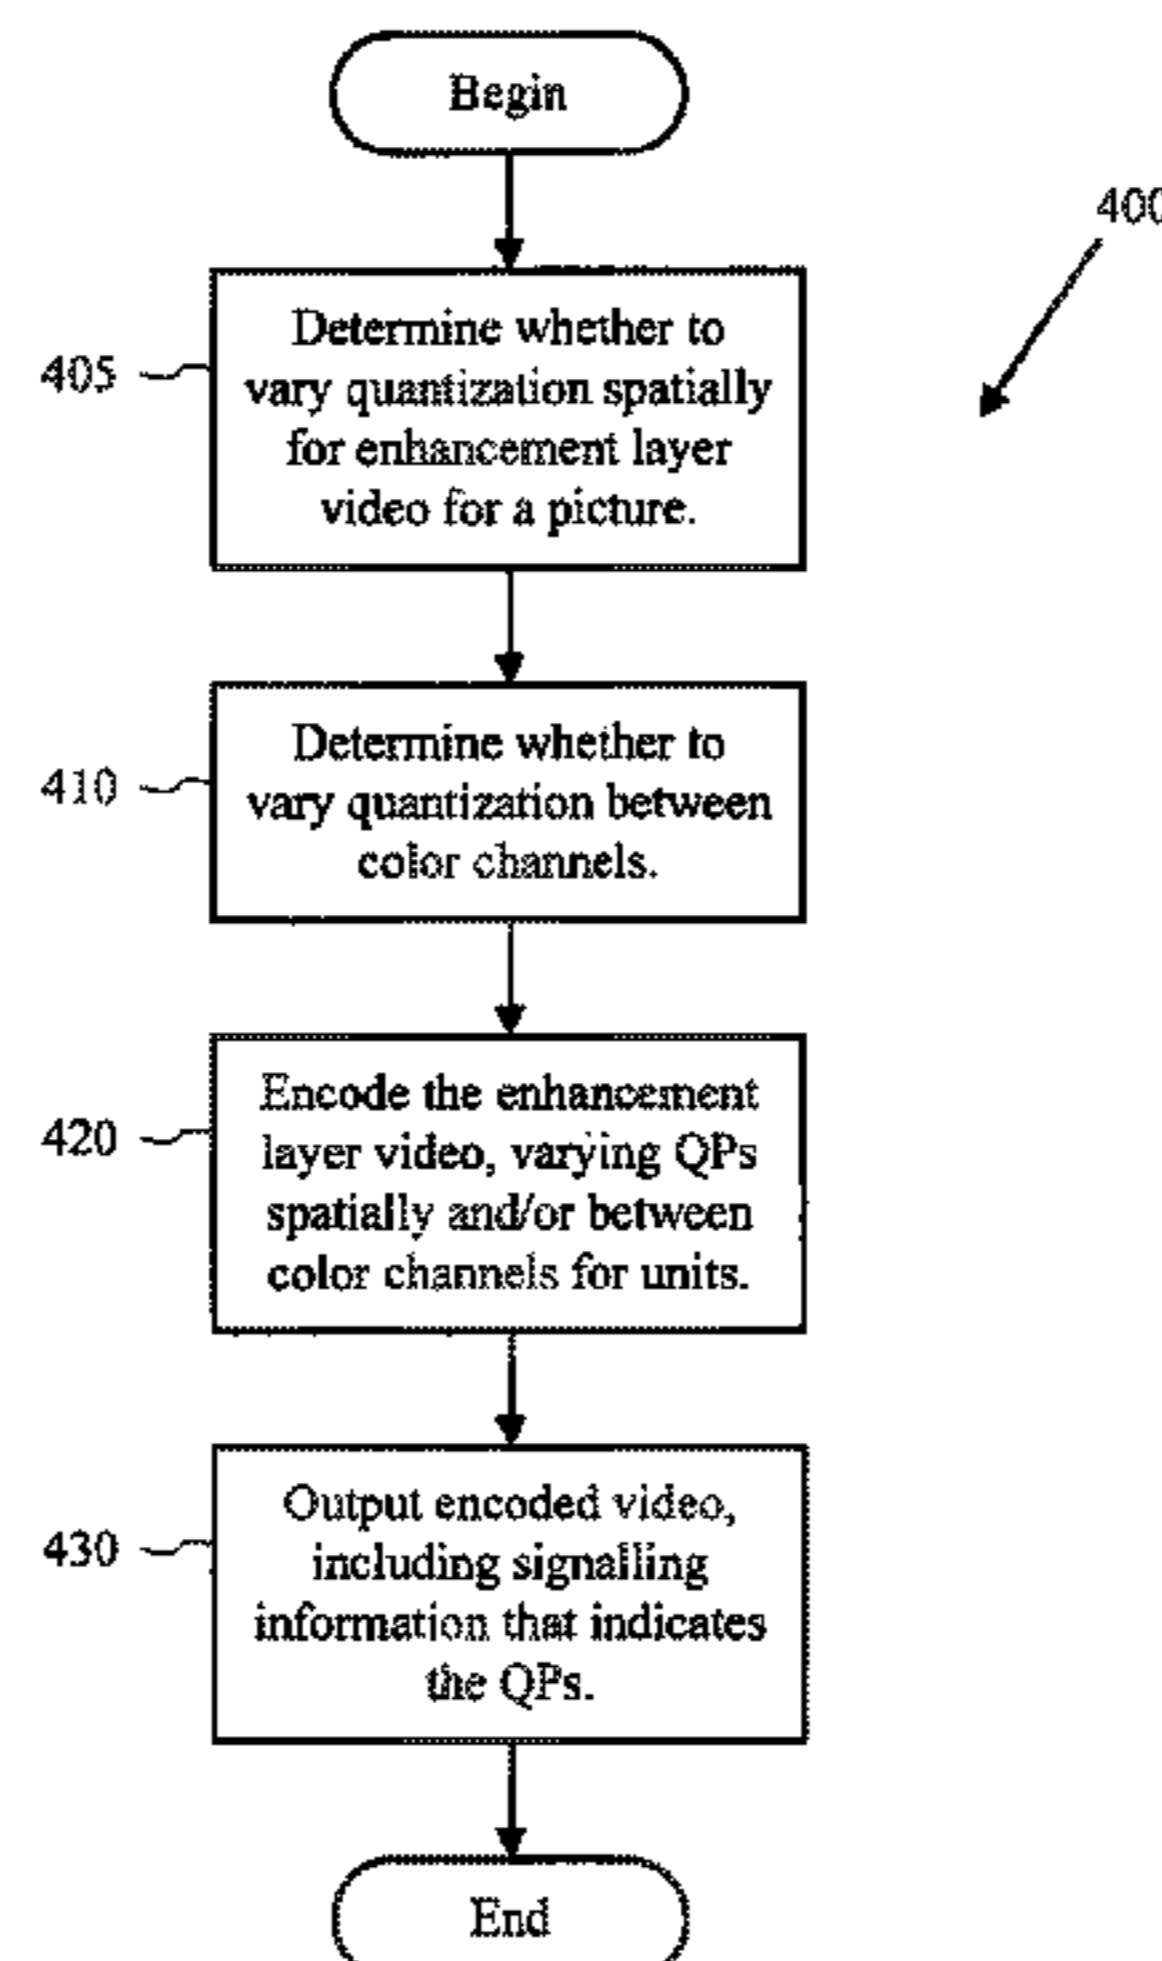 Begin
400
405
Determine whether to
vary quantization spatially
for enhancement layer
video for a picture.
410
Determine whether to
vary quantization between
color channels.
420
Encode the enhancement
layer video, varying QPs
spatially and/or between
color channels for units.
430
Output encoded video,
including signalling
information that indicates
the QPs.
End